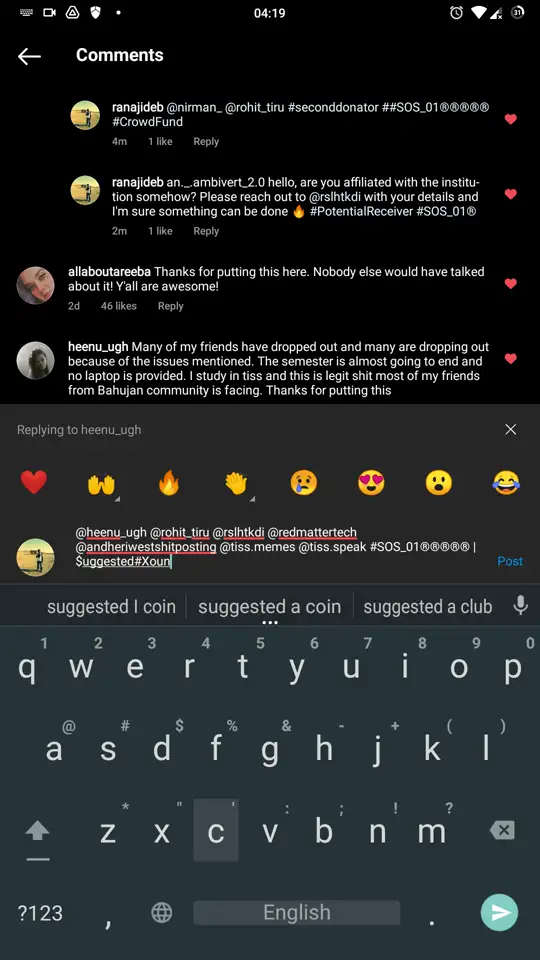 04:19
31
Comments
ranajideb @nirman_ @rohit_tiru #seconddonator ##SOS_01®®®®®
#CrowdFund
4m 1 like Reply
ranajideb an._.ambivert_2.0 hello, are you affiliated with the institu-
tion somehow? Please reach out to @rslhtkdi with your details and
I'm sure something can be done 🔥 #PotentialReceiver #SOS_01®
2m 1 like Reply
allaboutareeba Thanks for putting this here. Nobody else would have talked
about it! Y'all are awesome!
2d 46 likes Reply
heenu_ugh Many of my friends have dropped out and many are dropping out
because of the issues mentioned. The semester is almost going to end and
no laptop is provided. I study in tiss and this is legit shit most of my friends
from Bahujan community is facing. Thanks for putting this
Replying to heenu_ugh
@heenu_ugh @rohit_tiru @rslhtkdi @redmattertech
@andheriwestshitposting @tiss.memes @tiss.speak #SOS_01®®®®® |
$uggested#Xoun
Post
suggested I coin suggested a coin suggested a club
1 2 3 4 5 6 7 8 9 0
q w e r t y u i o p
@ # $ % & - + ( )
a s d f g h j k l
* " ' : ; ! ?
z x c v b n m
?123 , English .